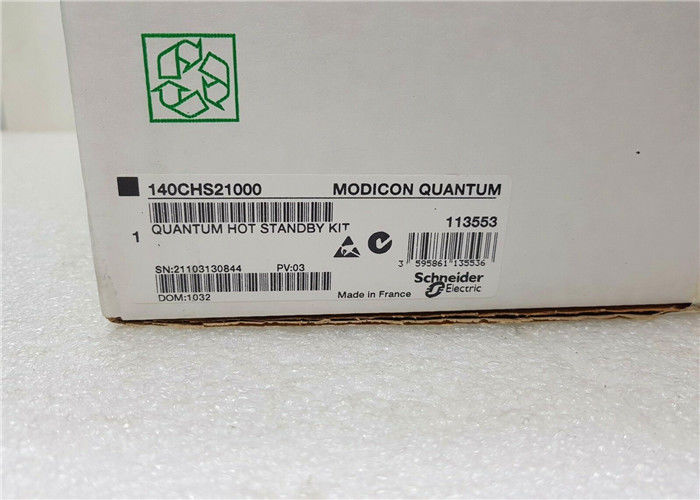 140CHS21000 MODICON QUANTUM
1 QUANTUM HOT STANDBY KIT 113553
3 595861 135536
SN:21103130844 PV:03
Schneider
Electric
DOM:1032 Made in France